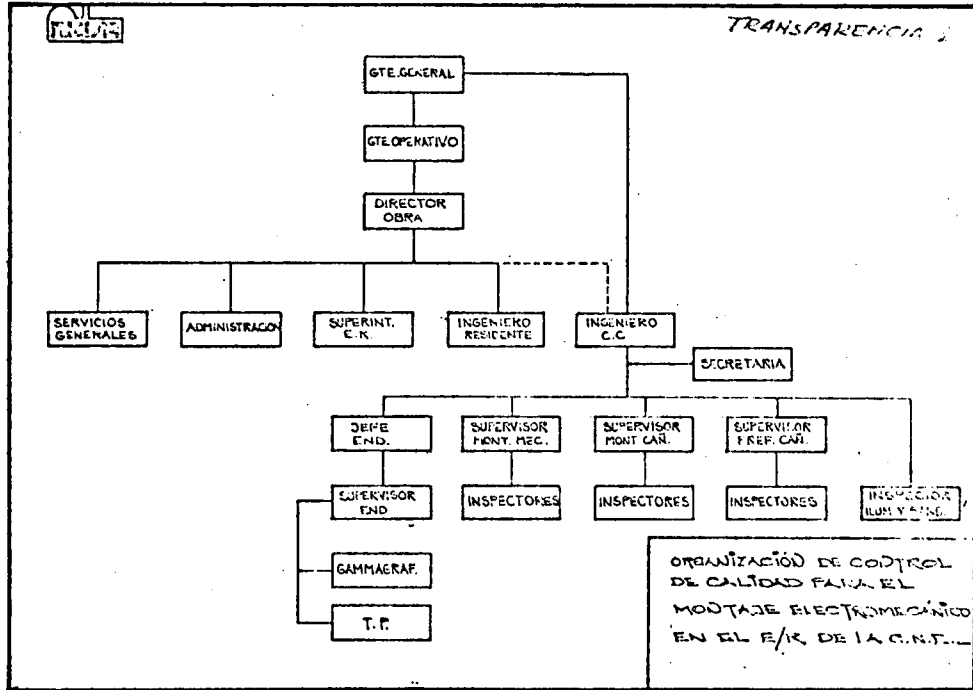 TRANSPARENCIA
GTE. GENERAL
GTE. OPERATIVO
DIRECTOR
OBRA
SERVICIOS
GENERALES
ADMINISTRACION
SUPERINT.
E.R.
INGENIERO
RESIDENTE
INGENIERO
C.C.
SECRETARIA
JEFE
END.
SUPERVISOR
MONT. MEC.
SUPERVISOR
MONT CAÑ.
SUPERVISOR
PREF. CAÑ.
SUPERVISOR
END
INSPECTORES
INSPECTORES
INSPECTORES
INSPECTOR
ILUM. Y
GAMMAGRAF.
T.P.
ORGANIZACIÓN DE CONTROL
DE CALIDAD PARA EL
MONTAJE ELECTROMECÁNICO
EN EL E/R DE LA